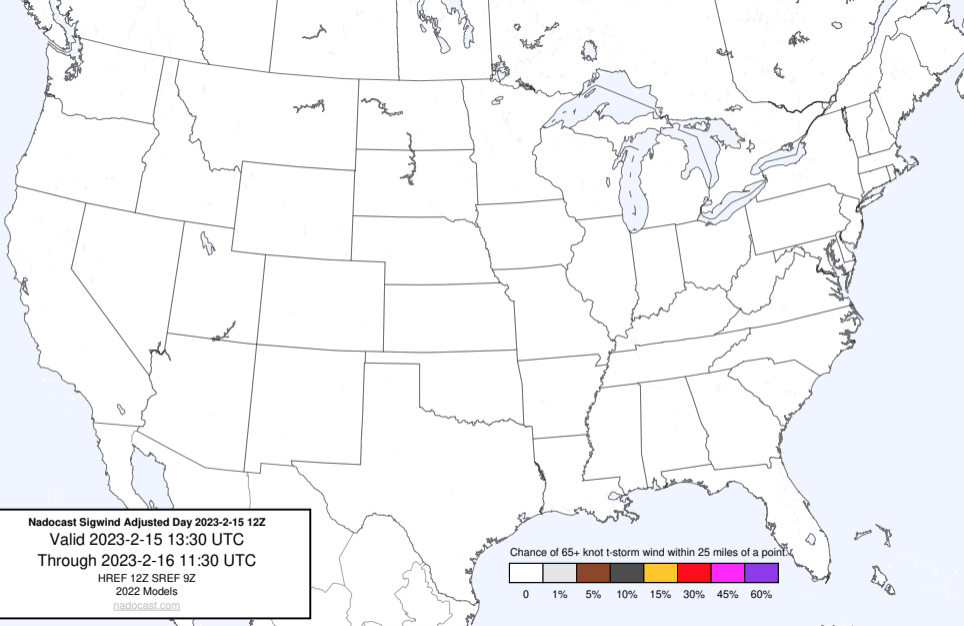 Nadocast Sigwind Adjusted Day 2023-2-15 12Z
Valid 2023-2-15 13:30 UTC
Through 2023-2-16 11:30 UTC
HREF 12Z SREF 9Z
2022 Models
nadocast.com
Chance of 65+ knot t-storm wind within 25 miles of a point.
0 1% 5% 10% 15% 30% 45% 60%